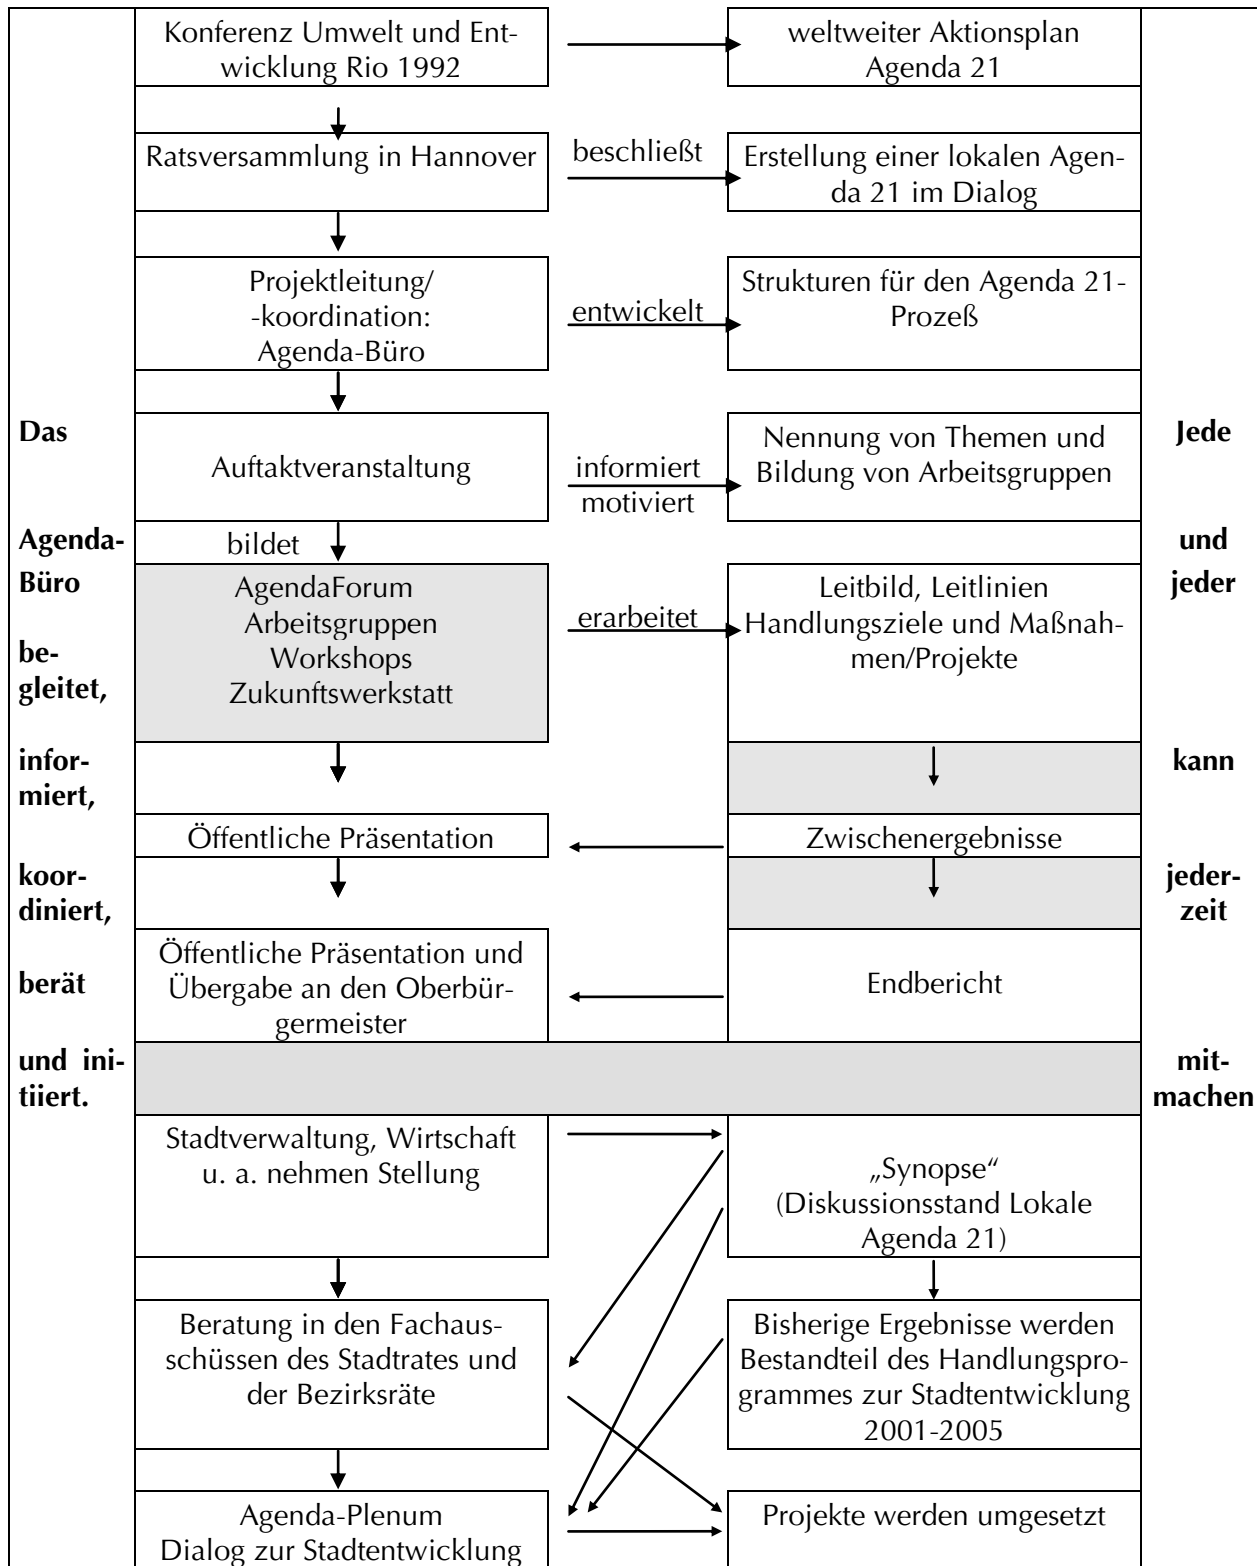 Konferenz Umwelt und Ent-
wicklung Rio 1992
weltweiter Aktionsplan
Agenda 21
Ratsversammlung in Hannover
beschließt
Erstellung einer lokalen Agen-
da 21 im Dialog
Projektleitung/
-koordination:
Agenda-Büro
entwickelt
Strukturen für den Agenda 21-
Prozeß
Auftaktveranstaltung
informiert
motiviert
Nennung von Themen und
Bildung von Arbeitsgruppen
bildet
AgendaForum
Arbeitsgruppen
Workshops
Zukunftswerkstatt
erarbeitet
Leitbild, Leitlinien
Handlungsziele und Maßnah-
men/Projekte
Öffentliche Präsentation
Zwischenergebnisse
Öffentliche Präsentation und
Übergabe an den Oberbür-
germeister
Endbericht
Stadtverwaltung, Wirtschaft
u. a. nehmen Stellung
„Synopse“
(Diskussionsstand Lokale
Agenda 21)
Beratung in den Fachaus-
schüssen des Stadtrates und
der Bezirksräte
Bisherige Ergebnisse werden
Bestandteil des Handlungspro-
grammes zur Stadtentwicklung
2001-2005
Agenda-Plenum
Dialog zur Stadtentwicklung
Projekte werden umgesetzt
Das
Agenda-
Büro
be-
gleitet,
infor-
miert,
koor-
diniert,
berät
und ini-
tiiert.
Jede
und
jeder
kann
jeder-
zeit
mit-
machen